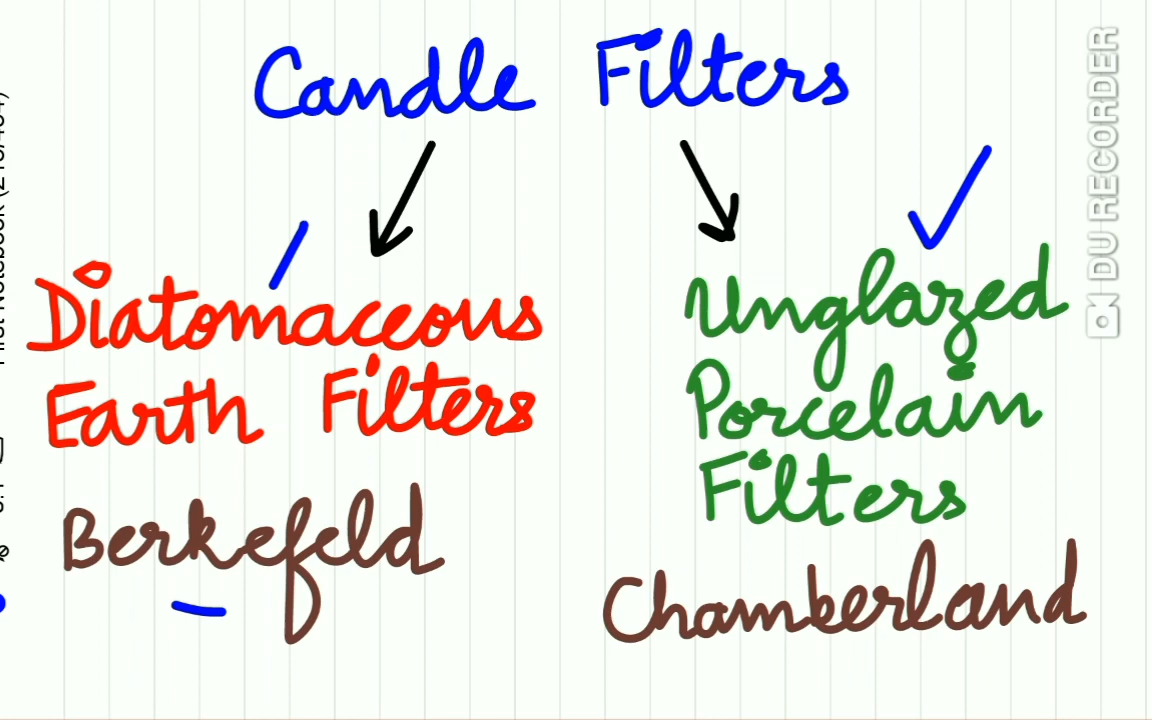 Candle Filters
Diatomaceous
Earth Filters
Berkefeld
Unglazed
Porcelain
Filters
Chamberland
DU RECORDER